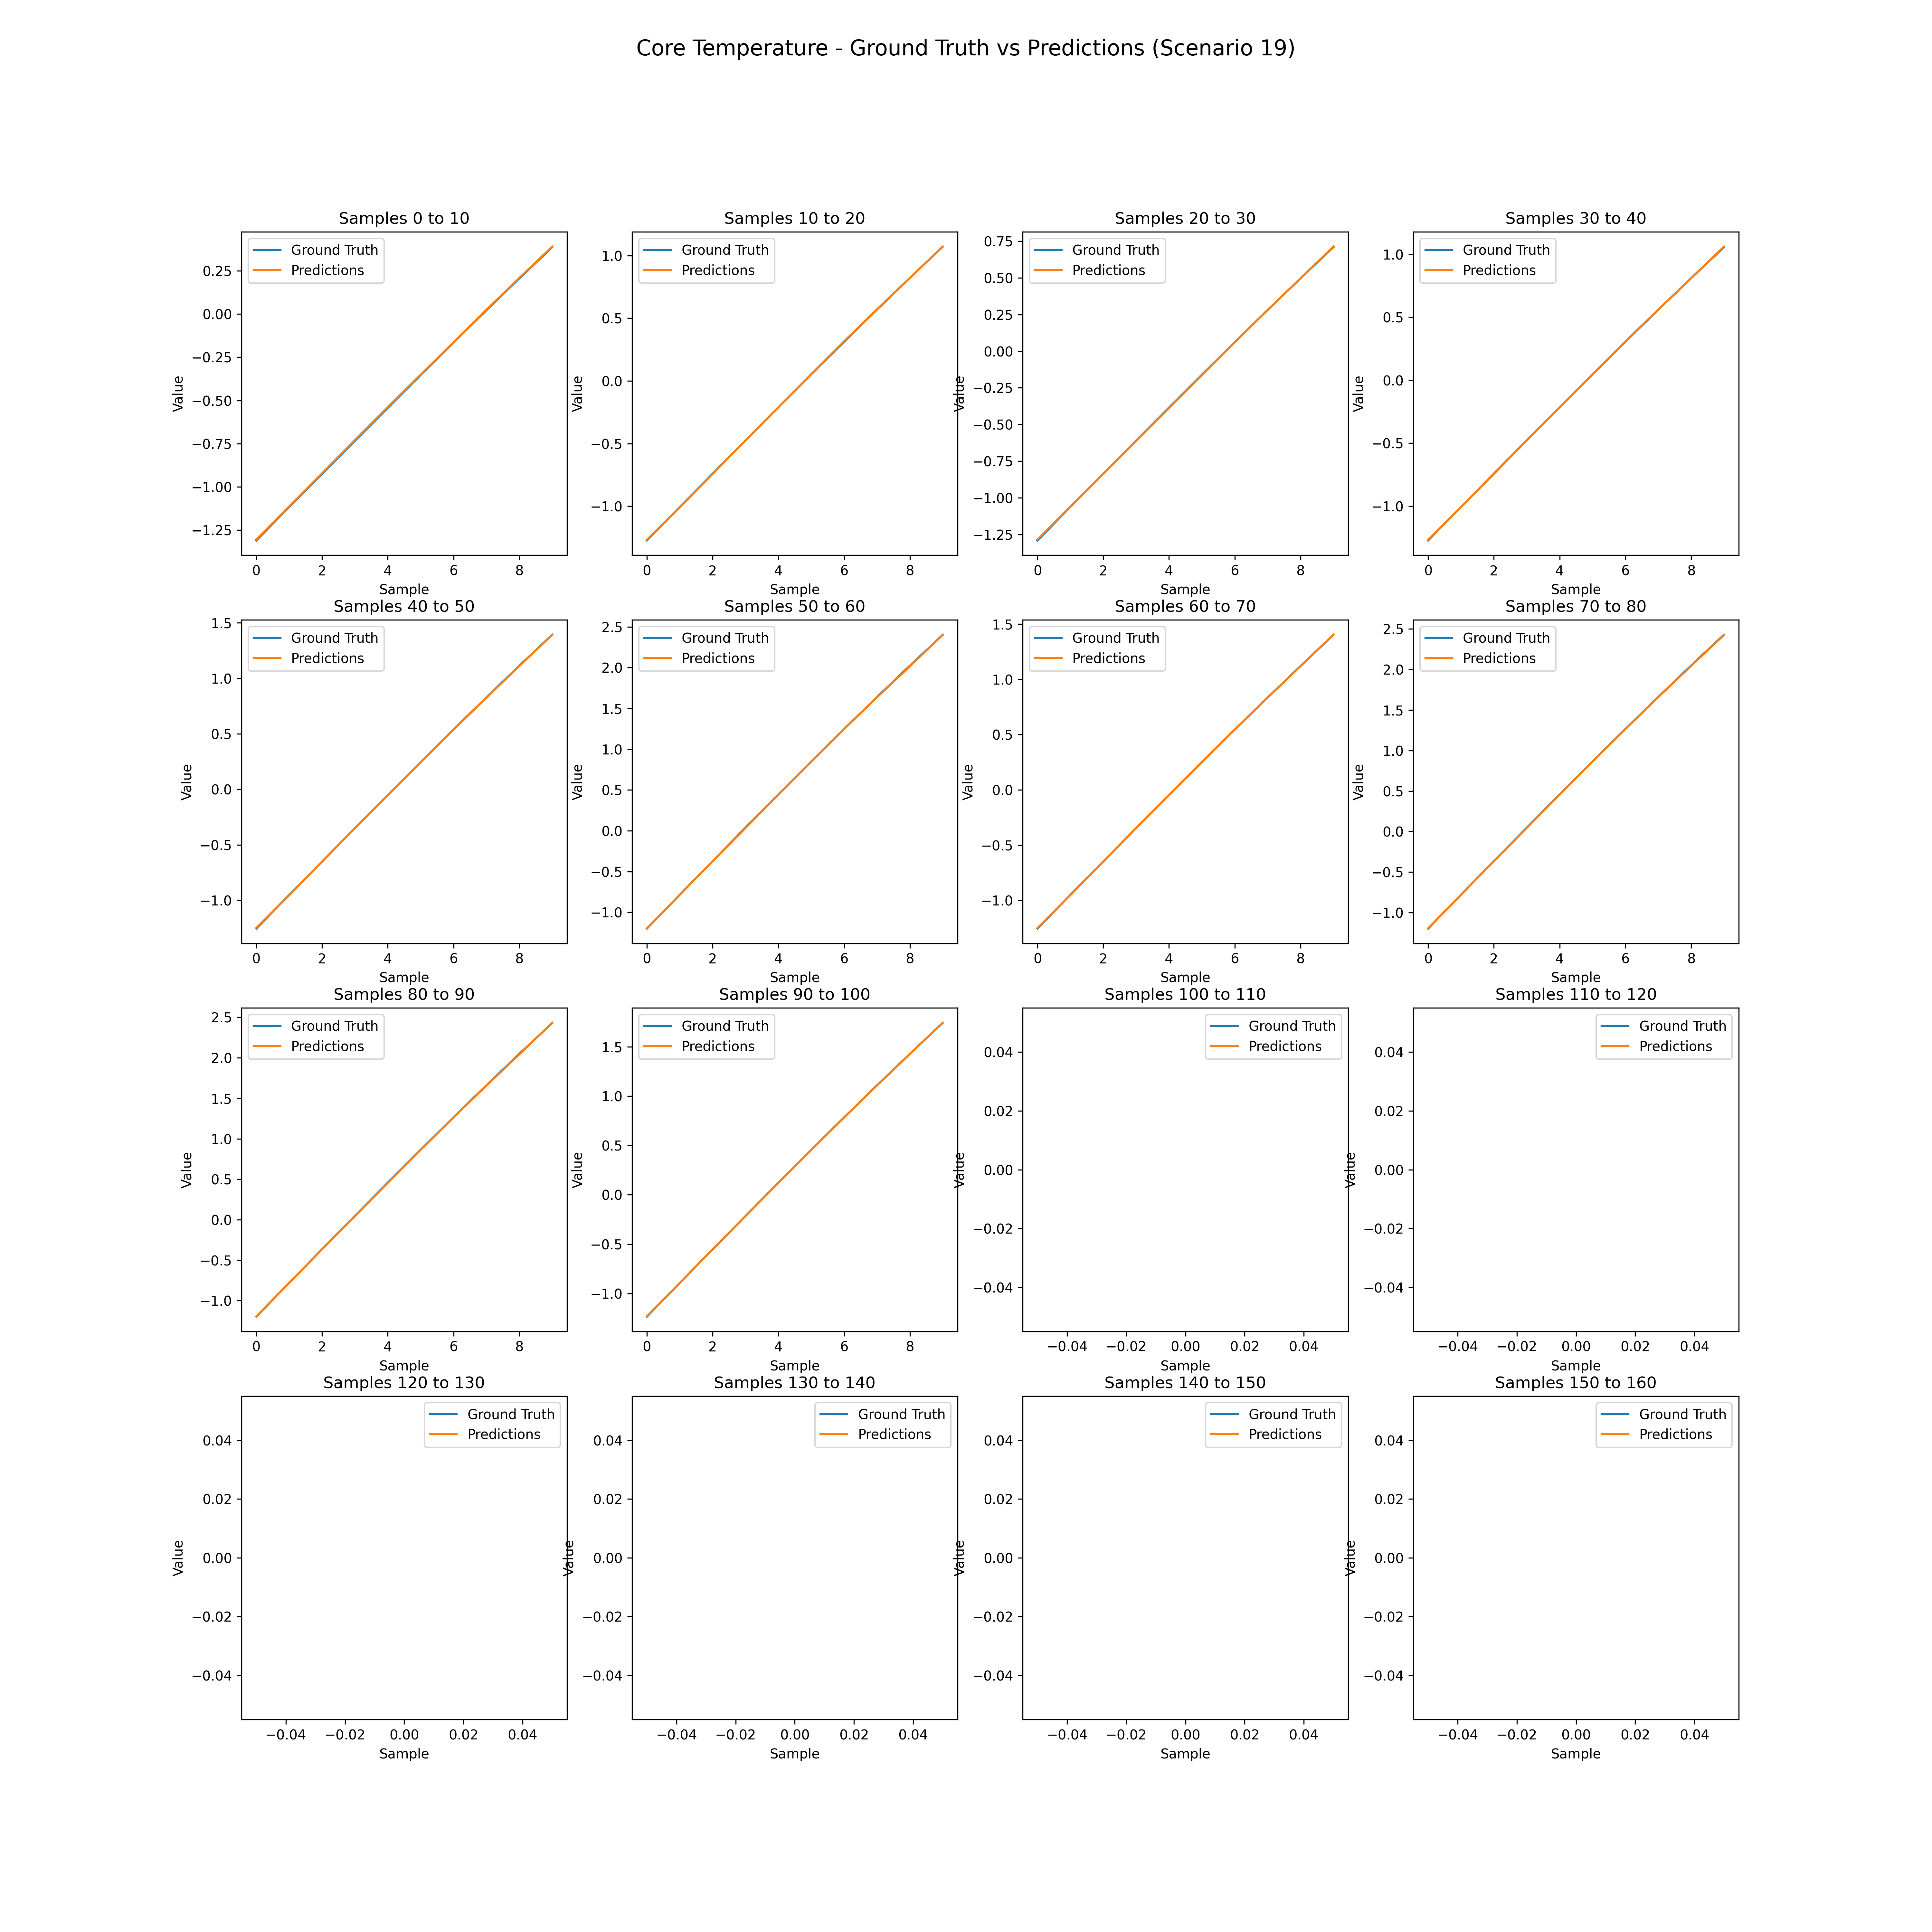 Core Temperature - Ground Truth vs Predictions (Scenario 19)
Samples 0 to 10
Ground Truth
Predictions
0.25
0.00
−0.25
−0.50
−0.75
−1.00
−1.25
Value
0 2 4 6 8
Sample
Samples 10 to 20
Ground Truth
Predictions
1.0
0.5
0.0
−0.5
−1.0
Value
0 2 4 6 8
Sample
Samples 20 to 30
Ground Truth
Predictions
0.75
0.50
0.25
0.00
−0.25
−0.50
−0.75
−1.00
−1.25
Value
0 2 4 6 8
Sample
Samples 30 to 40
Ground Truth
Predictions
1.0
0.5
0.0
−0.5
−1.0
Value
0 2 4 6 8
Sample
Samples 40 to 50
Ground Truth
Predictions
1.5
1.0
0.5
0.0
−0.5
−1.0
Value
0 2 4 6 8
Sample
Samples 50 to 60
Ground Truth
Predictions
2.5
2.0
1.5
1.0
0.5
0.0
−0.5
−1.0
Value
0 2 4 6 8
Sample
Samples 60 to 70
Ground Truth
Predictions
1.5
1.0
0.5
0.0
−0.5
−1.0
Value
0 2 4 6 8
Sample
Samples 70 to 80
Ground Truth
Predictions
2.5
2.0
1.5
1.0
0.5
0.0
−0.5
−1.0
Value
0 2 4 6 8
Sample
Samples 80 to 90
Ground Truth
Predictions
2.5
2.0
1.5
1.0
0.5
0.0
−0.5
−1.0
Value
0 2 4 6 8
Sample
Samples 90 to 100
Ground Truth
Predictions
1.5
1.0
0.5
0.0
−0.5
−1.0
Value
0 2 4 6 8
Sample
Samples 100 to 110
Ground Truth
Predictions
0.04
0.02
0.00
−0.02
−0.04
Value
−0.04 −0.02 0.00 0.02 0.04
Sample
Samples 110 to 120
Ground Truth
Predictions
0.04
0.02
0.00
−0.02
−0.04
Value
−0.04 −0.02 0.00 0.02 0.04
Sample
Samples 120 to 130
Ground Truth
Predictions
0.04
0.02
0.00
−0.02
−0.04
Value
−0.04 −0.02 0.00 0.02 0.04
Sample
Samples 130 to 140
Ground Truth
Predictions
0.04
0.02
0.00
−0.02
−0.04
Value
−0.04 −0.02 0.00 0.02 0.04
Sample
Samples 140 to 150
Ground Truth
Predictions
0.04
0.02
0.00
−0.02
−0.04
Value
−0.04 −0.02 0.00 0.02 0.04
Sample
Samples 150 to 160
Ground Truth
Predictions
0.04
0.02
0.00
−0.02
−0.04
Value
−0.04 −0.02 0.00 0.02 0.04
Sample